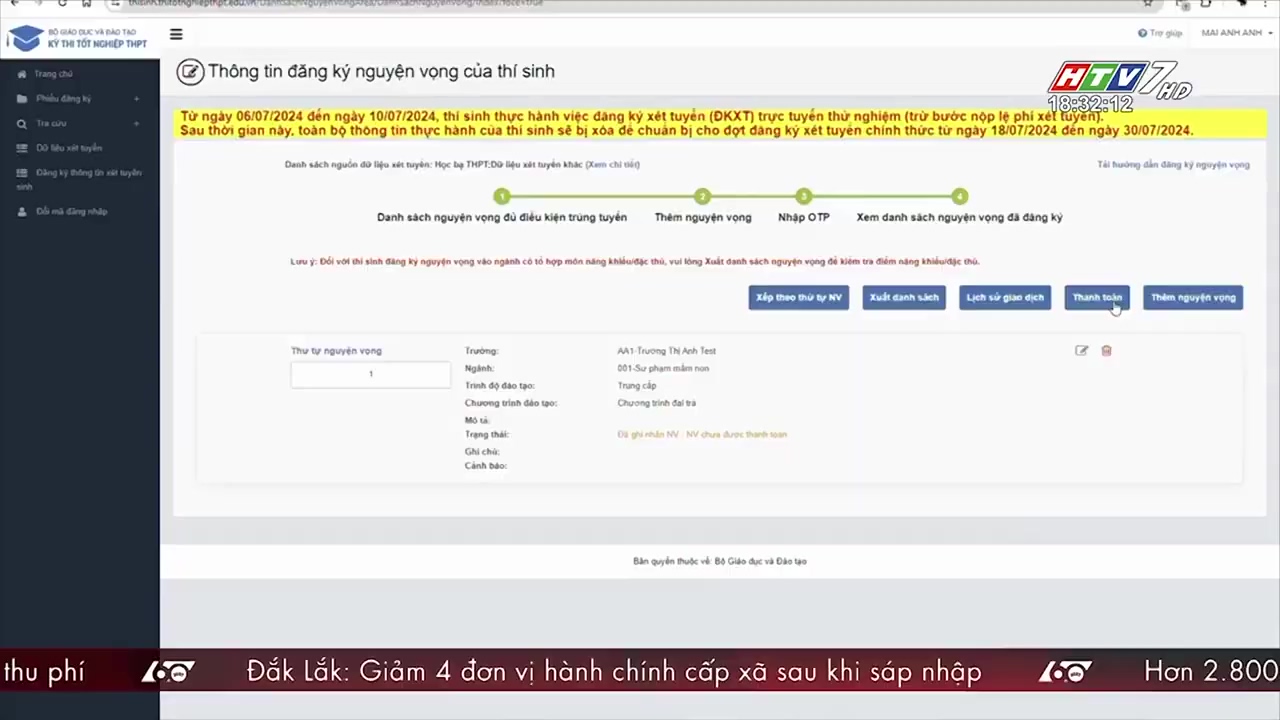 thisinh.thitotnghiepthpt.edu.vn/DanhSachNguyenVongArea/DanhSachNguyenVong/Index?face=true
BỘ GIÁO DỤC VÀ ĐÀO TẠO
KỲ THI TỐT NGHIỆP THPT
Trợ giúp
MAI ANH ANH
Trang chủ
Phiếu đăng ký
Tra cứu
Dữ liệu xét tuyển
Đăng ký thông tin xét tuyển
sinh
Đổi mã đăng nhập
Thông tin đăng ký nguyện vọng của thí sinh
HTV7 HD
18:32:12
Từ ngày 06/07/2024 đến ngày 10/07/2024, thí sinh thực hành việc đăng ký xét tuyển (ĐKXT) trực tuyến thử nghiệm (trừ bước nộp lệ phí xét tuyển).
Sau thời gian này, toàn bộ thông tin thực hành của thí sinh sẽ bị xóa để chuẩn bị cho đợt đăng ký xét tuyển chính thức từ ngày 18/07/2024 đến ngày 30/07/2024.
Danh sách nguồn dữ liệu xét tuyển: Học bạ THPT;Dữ liệu xét tuyển khác (Xem chi tiết)
Tải hướng dẫn đăng ký nguyện vọng
1 2 3 4
Danh sách nguyện vọng đủ điều kiện trúng tuyển Thêm nguyện vọng Nhập OTP Xem danh sách nguyện vọng đã đăng ký
Lưu ý: Đối với thí sinh đăng ký nguyện vọng vào ngành có tổ hợp môn năng khiếu/đặc thù, vui lòng Xuất danh sách nguyện vọng để kiểm tra điểm năng khiếu/đặc thù.
Xếp theo thứ tự NV Xuất danh sách Lịch sử giao dịch Thanh toán Thêm nguyện vọng
Thứ tự nguyện vọng
1
Trường: AA1-Trường Thị Anh Test
Ngành: 001-Sư phạm mầm non
Trình độ đào tạo: Trung cấp
Chương trình đào tạo: Chương trình đại trà
Mô tả:
Trạng thái: Đã ghi nhận NV - NV chưa được thanh toán
Ghi chú:
Cảnh báo:
Bản quyền thuộc về: Bộ Giáo dục và Đào tạo
thu phí 60 giây Đắk Lắk: Giảm 4 đơn vị hành chính cấp xã sau khi sáp nhập 60 giây Hơn 2.800